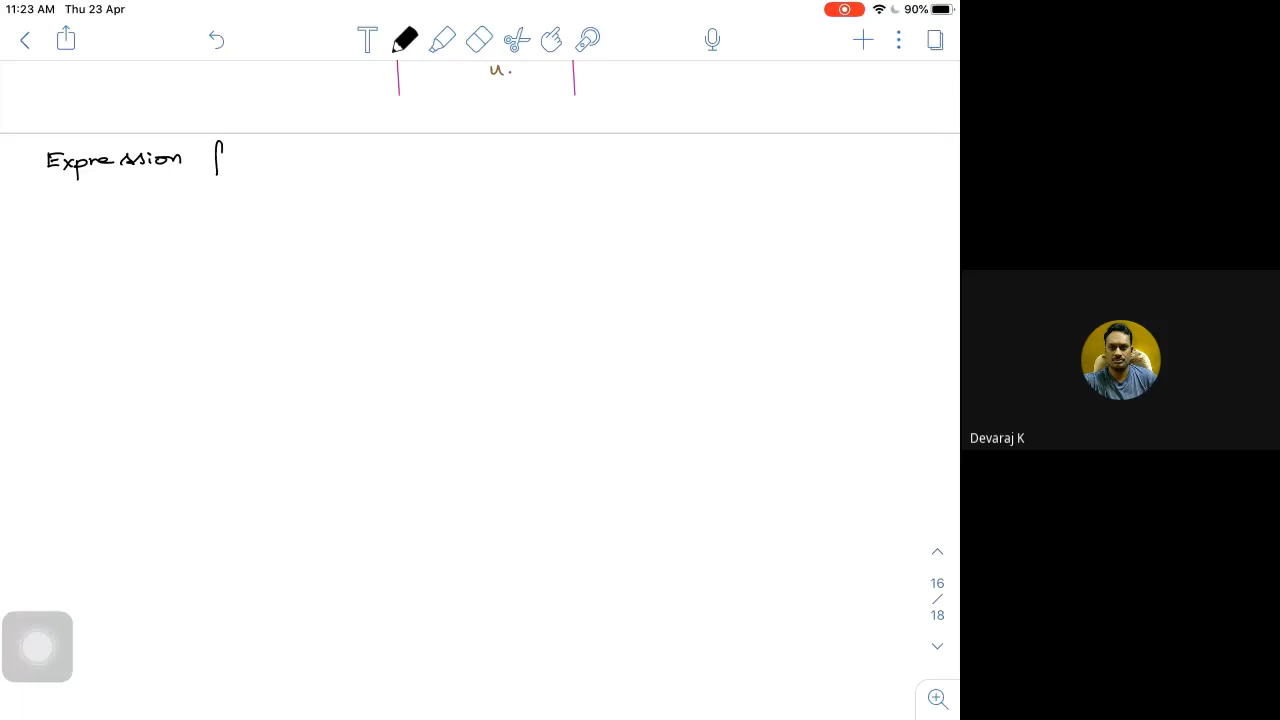 11:23 AM Thu 23 Apr
90%
T
u.
Expression
Devaraj K
16
/
18